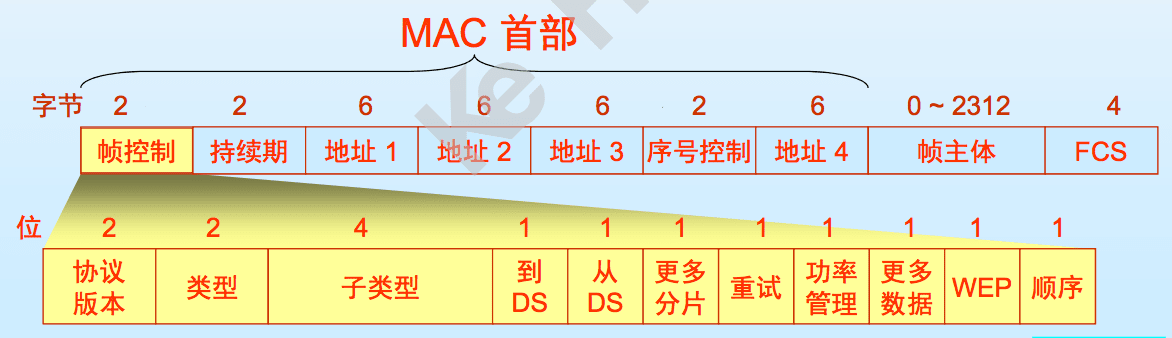 MAC 首部
字节 2 2 6 6 6 2 6 0 ~ 2312 4
帧控制 持续期 地址 1 地址 2 地址 3 序号控制 地址 4 帧主体 FCS
位 2 2 4 1 1 1 1 1 1 1 1
协议版本 类型 子类型 到 DS 从 DS 更多分片 重试 功率管理 更多数据 WEP 顺序
Ke